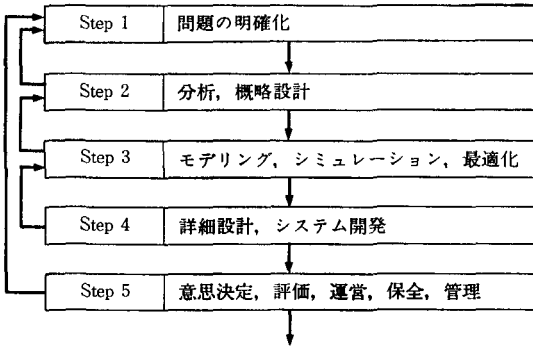 Step 1 問題の明確化
Step 2 分析，概略設計
Step 3 モデリング，シミュレーション，最適化
Step 4 詳細設計，システム開発
Step 5 意思決定，評価，運営，保全，管理